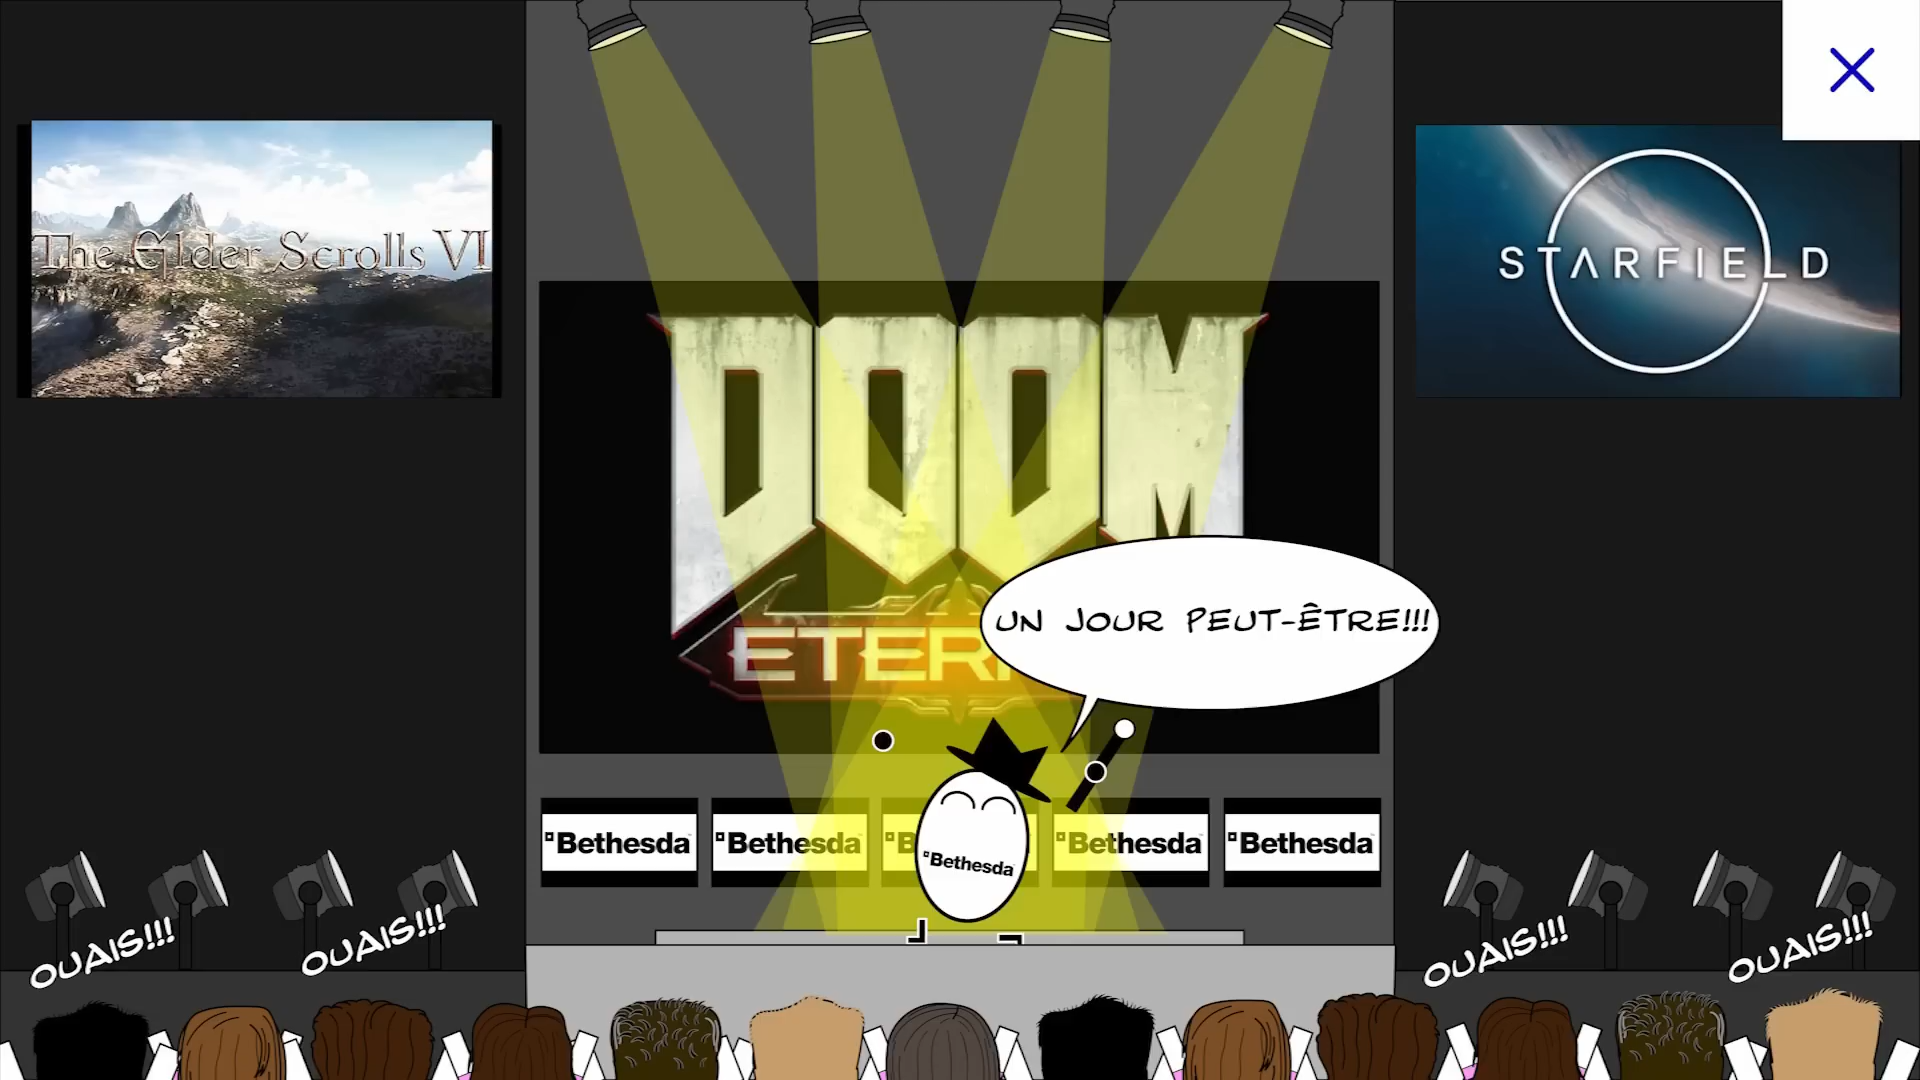 The Elder Scrolls VI
STARFIELD
DOOM
UN JOUR PEUT-ÊTRE!!!
Bethesda
Bethesda
Bethesda
Bethesda
Bethesda
OUAIS!!!
OUAIS!!!
OUAIS!!!
OUAIS!!!